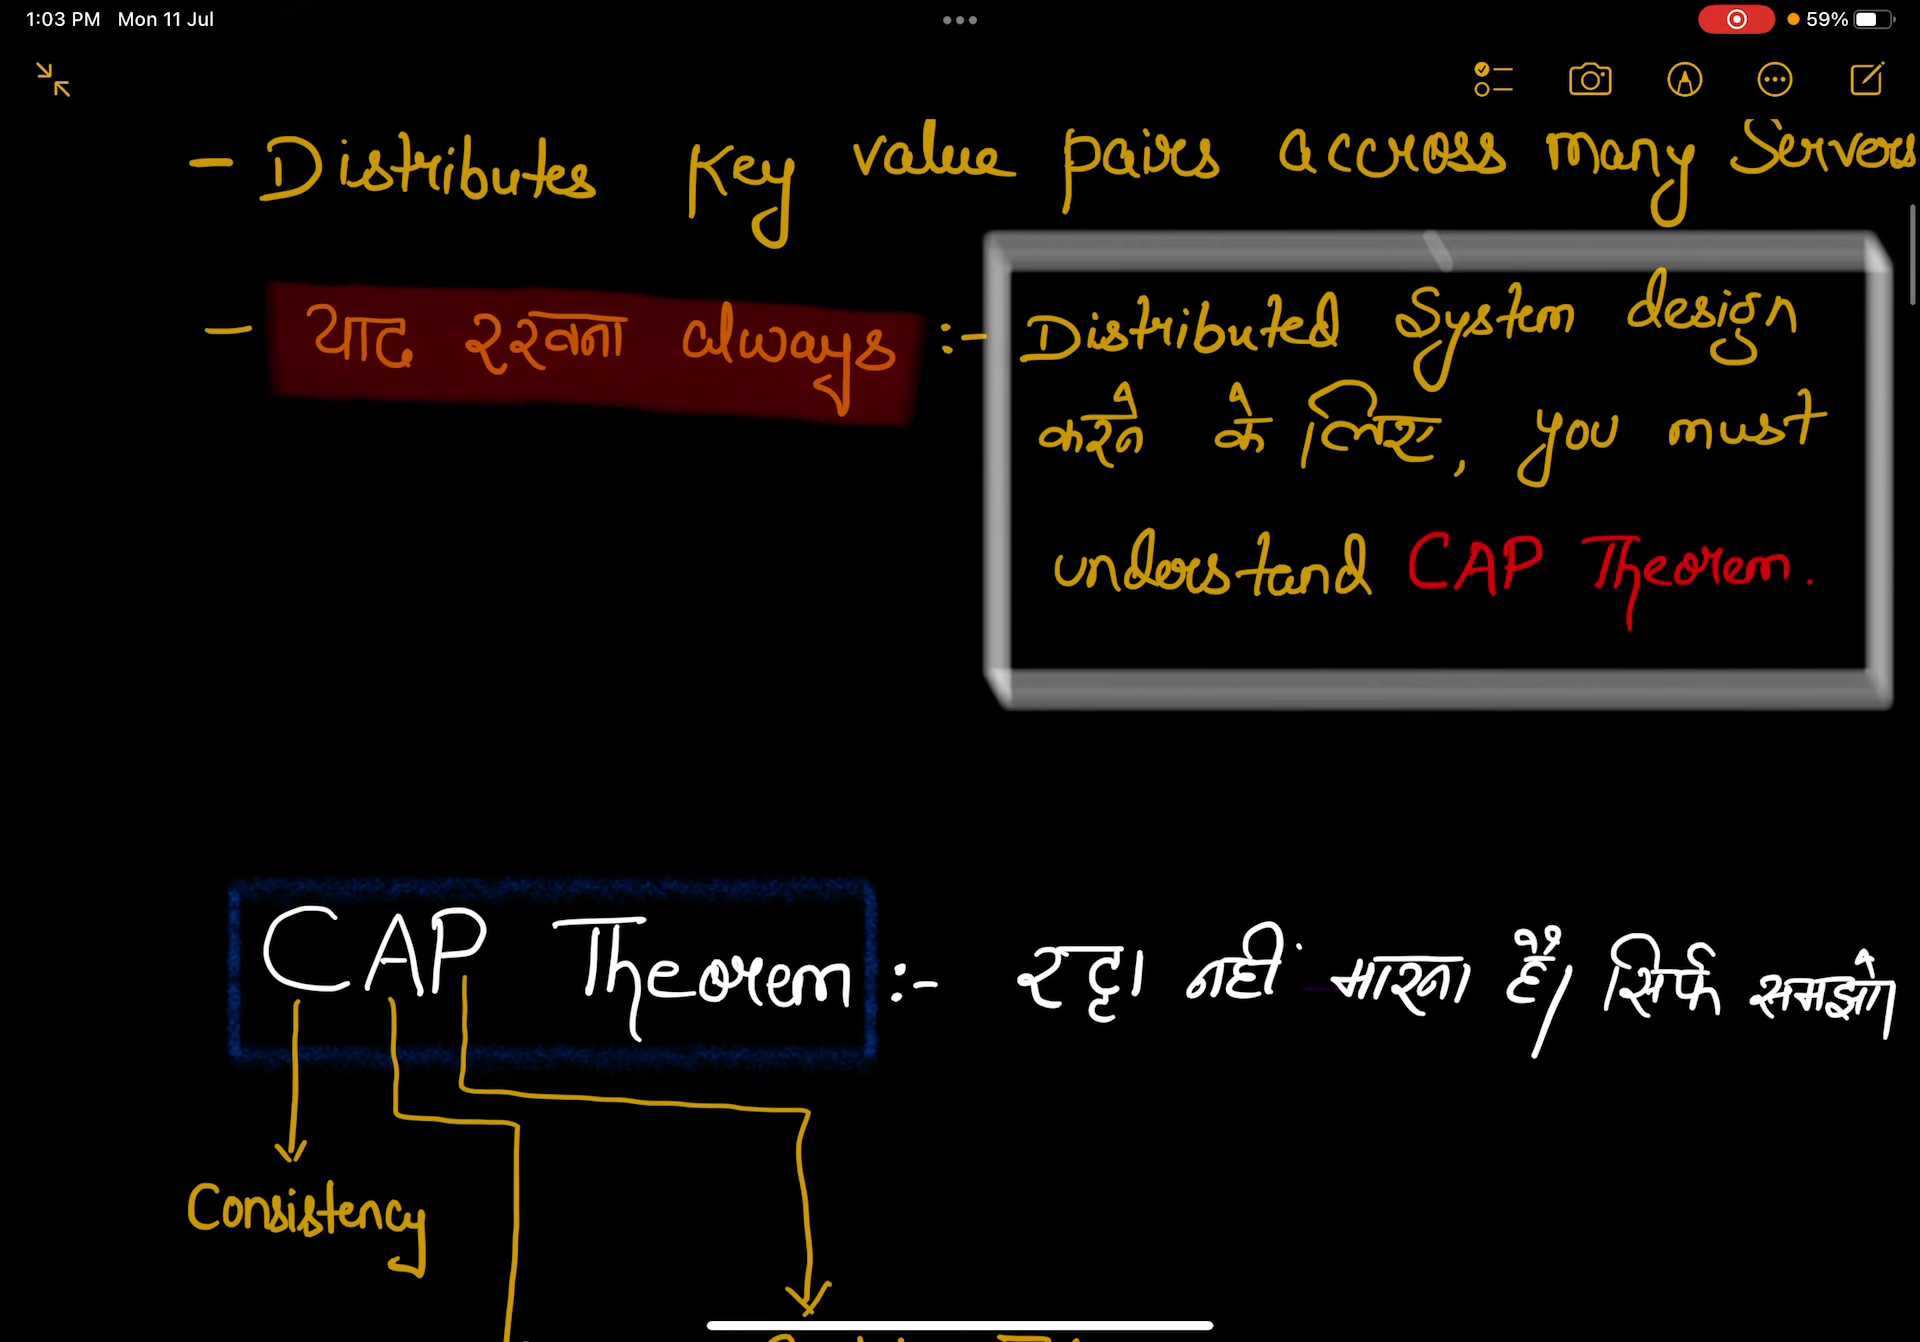 1:03 PM Mon 11 Jul
59%
- Distributes Key value pairs accross many Servers
- याद रखना always :- Distributed System design
करने के लिए, you must
understand CAP Theorem.
CAP Theorem :- रट्टा नहीं मारना है। सिर्फ समझो।
Consistency